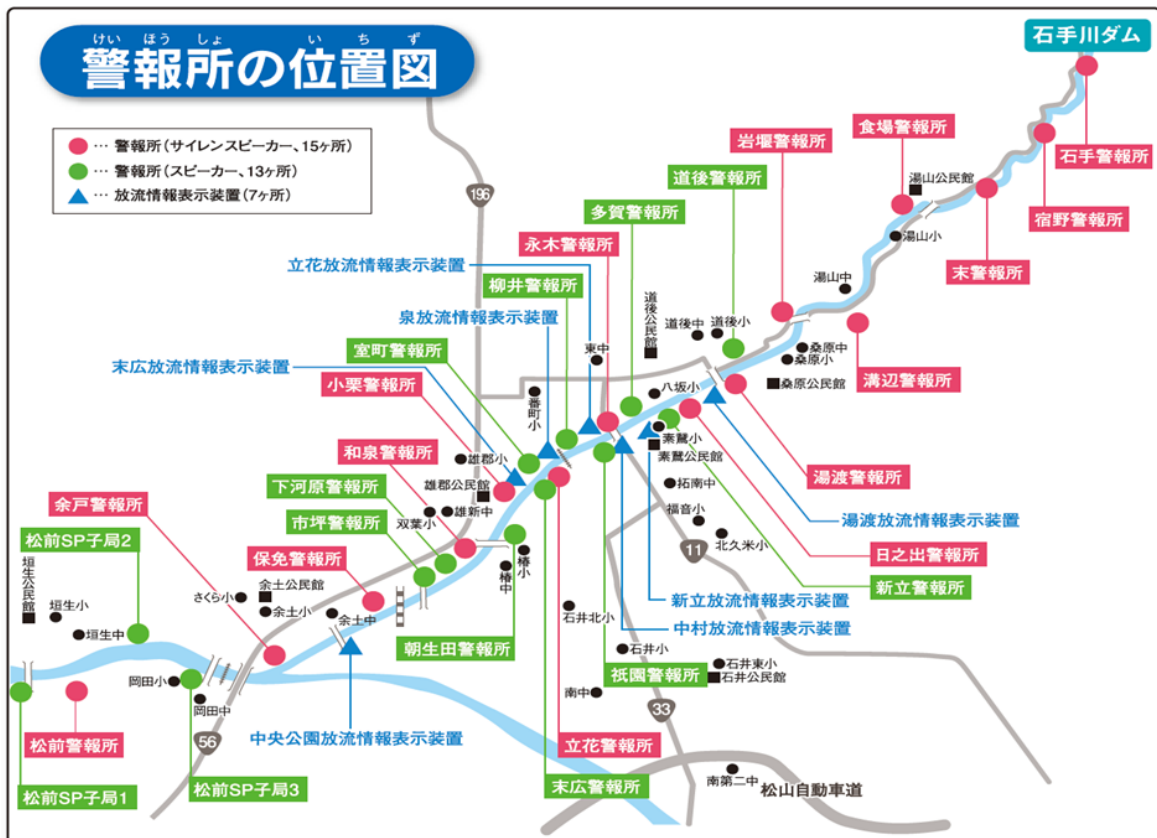 けいほうしょ いちず
警報所の位置図
石手川ダム
… 警報所(サイレンスピーカー、15ヶ所)
… 警報所(スピーカー、13ヶ所)
… 放流情報表示装置(7ヶ所)
196
岩堰警報所
食場警報所
石手警報所
湯山公民館
道後警報所
宿野警報所
多賀警報所
湯山小
永木警報所
末警報所
立花放流情報表示装置
柳井警報所
湯山中
道後公民館
泉放流情報表示装置
道後中
道後小
室町警報所
東中
桑原中
桑原小
末広放流情報表示装置
溝辺警報所
小栗警報所
番町小
八坂小
桑原公民館
素鵞小
和泉警報所
雄郡小
素鵞公民館
湯渡警報所
下河原警報所
雄郡公民館
拓南中
余戸警報所
双葉小
雄新中
福音小
湯渡放流情報表示装置
市坪警報所
松前SP子局2
北久米小
11
日之出警報所
保免警報所
椿小
椿中
垣生公民館
余土公民館
新立警報所
さくら小
新立放流情報表示装置
垣生小
余土小
余土中
石井北小
中村放流情報表示装置
垣生中
朝生田警報所
石井小
石井東小
祇園警報所
石井公民館
岡田小
南中
岡田中
33
松前警報所
56
中央公園放流情報表示装置
立花警報所
南第二中
松前SP子局1
松前SP子局3
末広警報所
松山自動車道